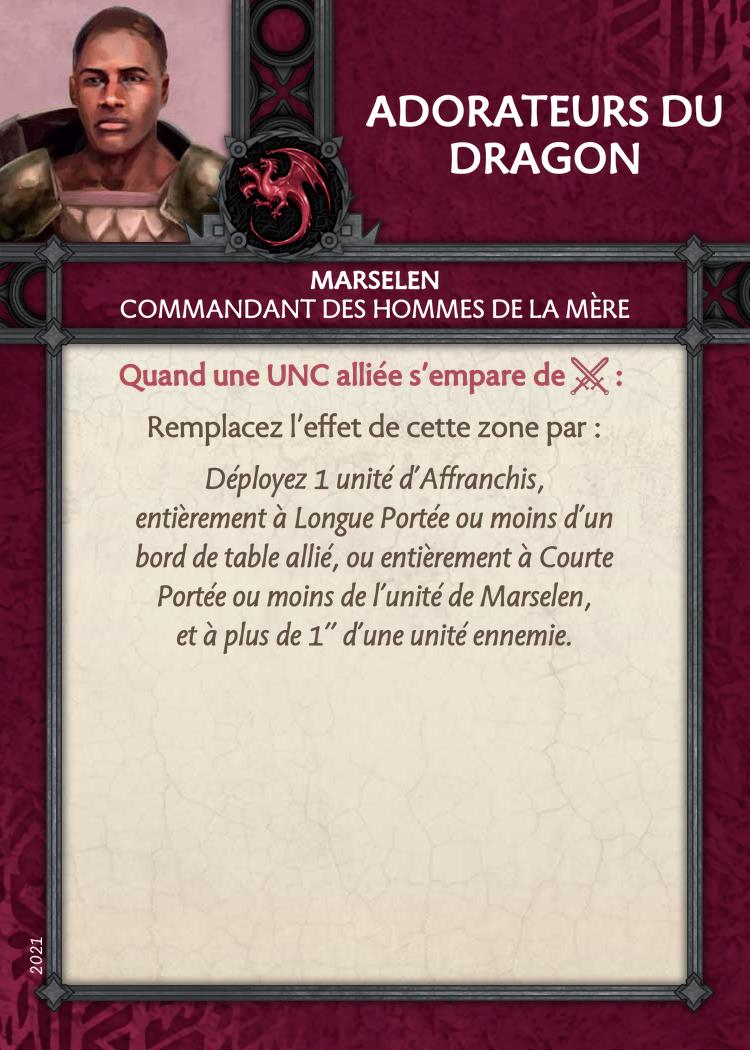 ADORATEURS DU
DRAGON
MARSELEN
COMMANDANT DES HOMMES DE LA MÈRE
Quand une UNC alliée s’empare de :
Remplacez l’effet de cette zone par :
Déployez 1 unité d’Affranchis,
entièrement à Longue Portée ou moins d’un
bord de table allié, ou entièrement à Courte
Portée ou moins de l’unité de Marselen,
et à plus de 1” d’une unité ennemie.
2021